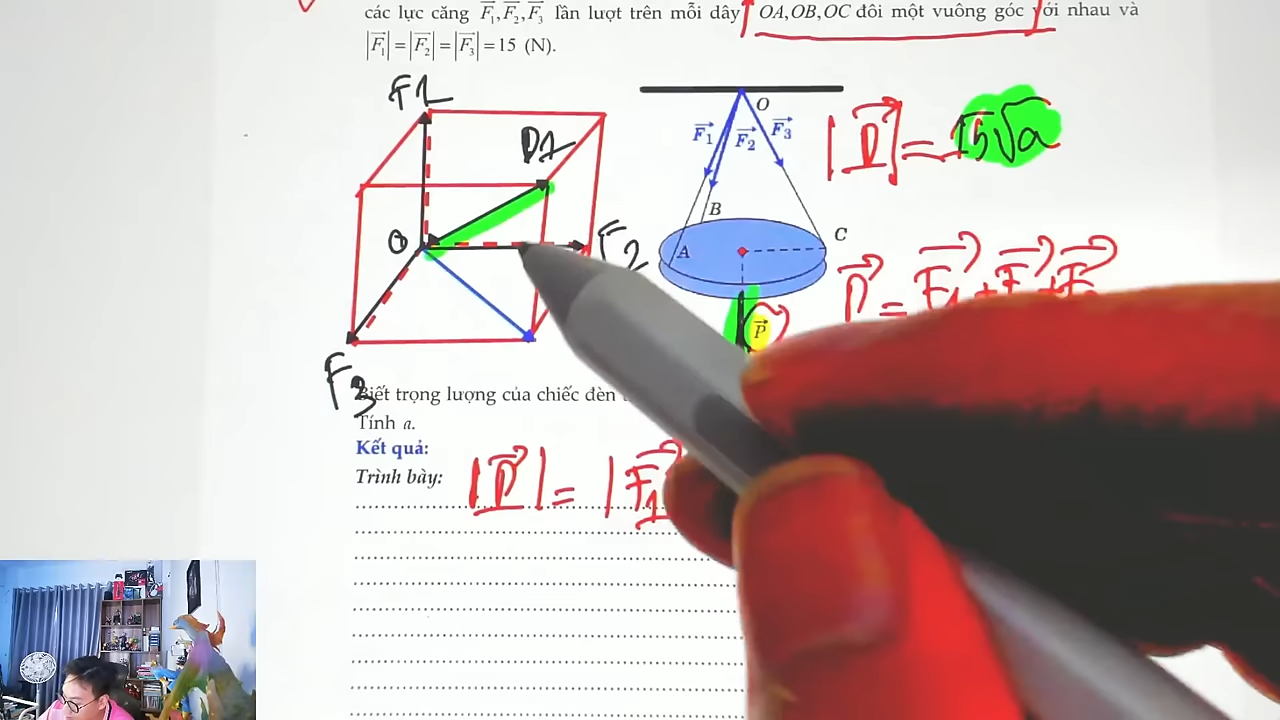 các lực căng F₁, F₂, F₃ lần lượt trên mỗi dây OA, OB, OC đôi một vuông góc với nhau và
|F₁| = |F₂| = |F₃| = 15 (N).
F1
D1
O
F2
F3
O
F₁
F₂
F₃
B
A
C
P
|P| = 15√a
P = F1 + F + F
Biết trọng lượng của chiếc đèn
Tính a.
Kết quả:
Trình bày:
|P| = |F1